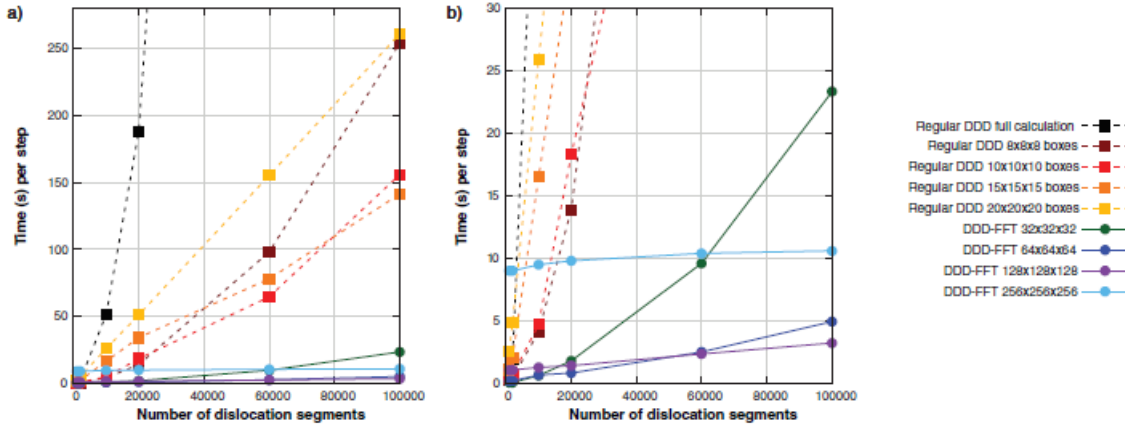 a)
250
200
150
100
50
0
Time (s) per step
0 20000 40000 60000 80000 100000
Number of dislocation segments
b)
30
25
20
15
10
5
0
Time (s) per step
0 20000 40000 60000 80000 100000
Number of dislocation segments
Regular DDD full calculation
Regular DDD 8x8x8 boxes
Regular DDD 10x10x10 boxes
Regular DDD 15x15x15 boxes
Regular DDD 20x20x20 boxes
DDD-FFT 32x32x32
DDD-FFT 64x64x64
DDD-FFT 128x128x128
DDD-FFT 256x256x256